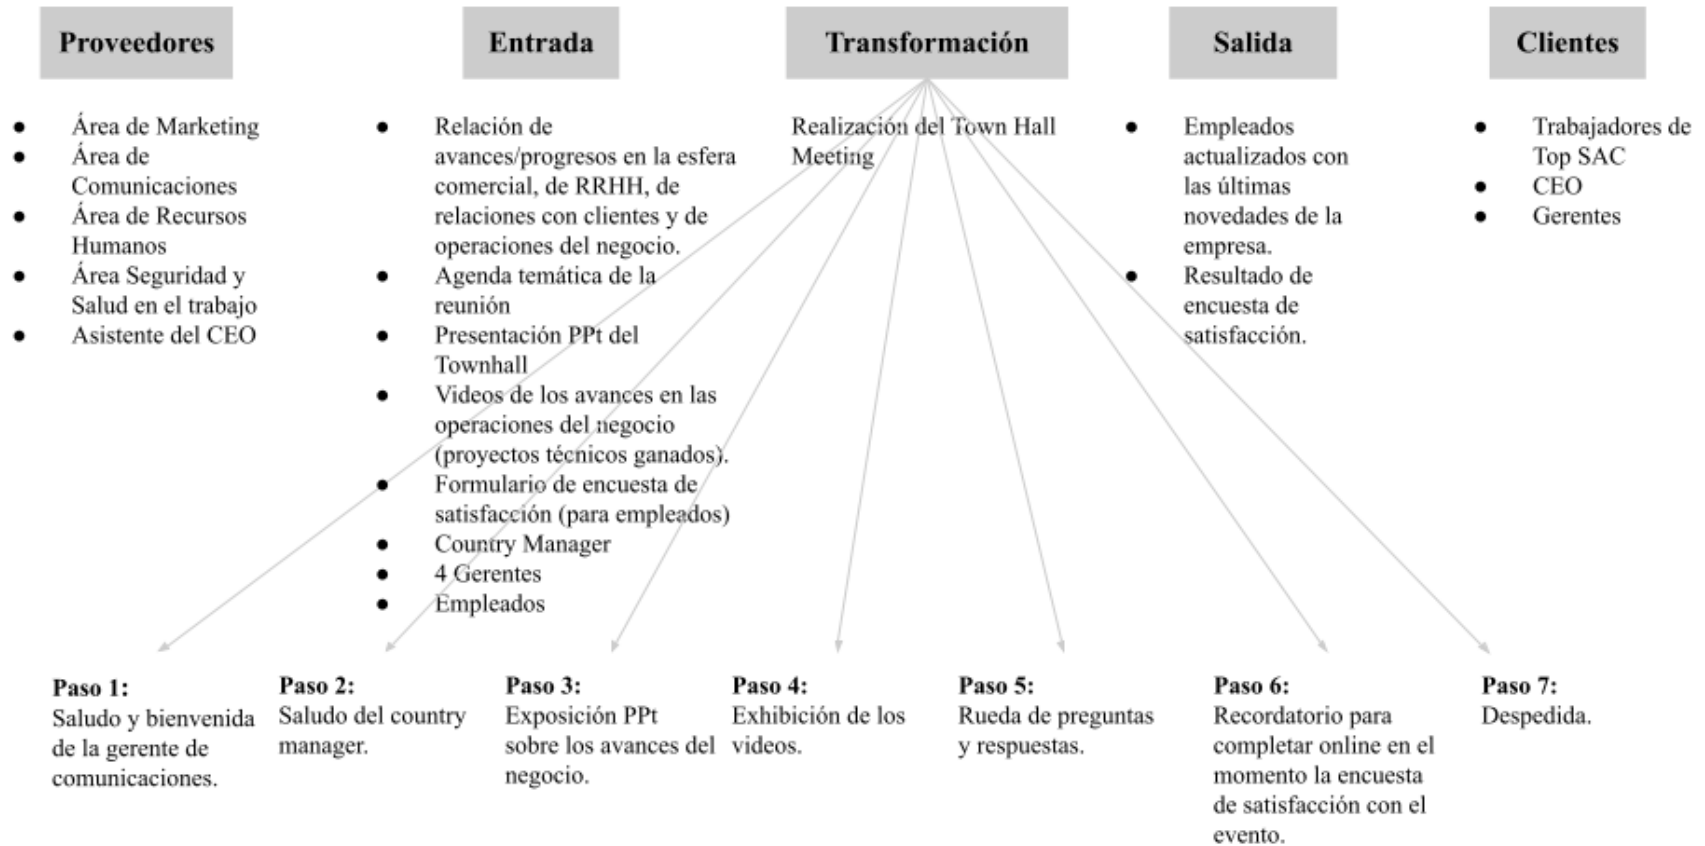 Proveedores
Entrada
Transformación
Salida
Clientes
● Área de Marketing
● Área de
Comunicaciones
● Área de Recursos
Humanos
● Área Seguridad y
Salud en el trabajo
● Asistente del CEO
● Relación de
avances/progresos en la esfera
comercial, de RRHH, de
relaciones con clientes y de
operaciones del negocio.
● Agenda temática de la
reunión
● Presentación PPt del
Townhall
● Videos de los avances en las
operaciones del negocio
(proyectos técnicos ganados).
● Formulario de encuesta de
satisfacción (para empleados)
● Country Manager
● 4 Gerentes
● Empleados
Realización del Town Hall
Meeting
● Empleados
actualizados con
las últimas
novedades de la
empresa.
● Resultado de
encuesta de
satisfacción.
● Trabajadores de
Top SAC
● CEO
● Gerentes
Paso 1:
Saludo y bienvenida
de la gerente de
comunicaciones.
Paso 2:
Saludo del country
manager.
Paso 3:
Exposición PPt
sobre los avances del
negocio.
Paso 4:
Exhibición de los
videos.
Paso 5:
Rueda de preguntas
y respuestas.
Paso 6:
Recordatorio para
completar online en el
momento la encuesta
de satisfacción con el
evento.
Paso 7:
Despedida.